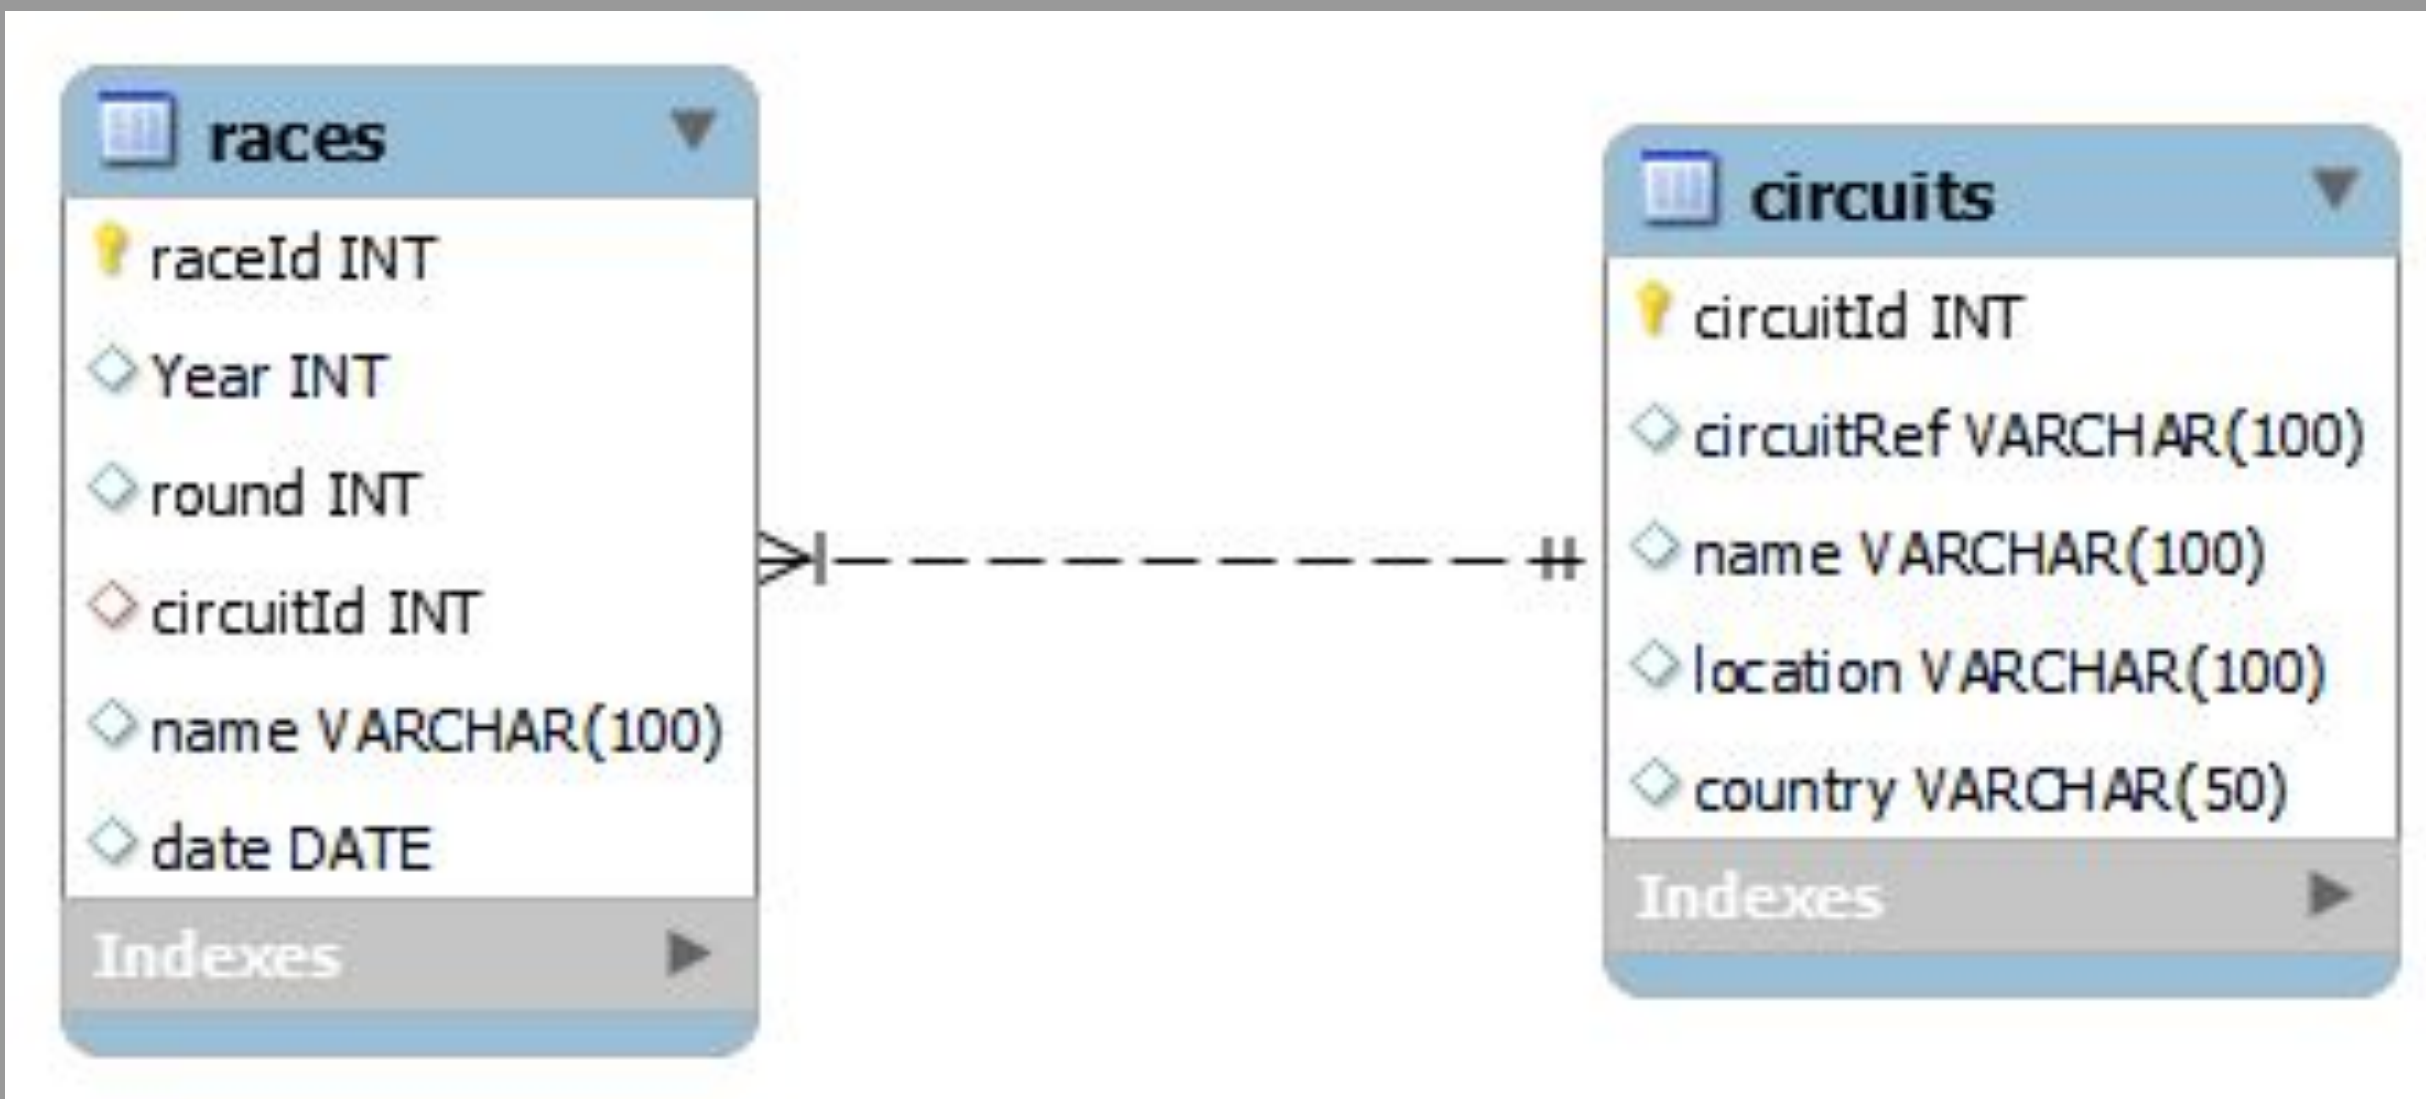 races
raceId INT
Year INT
round INT
circuitId INT
name VARCHAR(100)
date DATE
Indexes
circuits
circuitId INT
circuitRef VARCHAR(100)
name VARCHAR(100)
location VARCHAR(100)
country VARCHAR(50)
Indexes